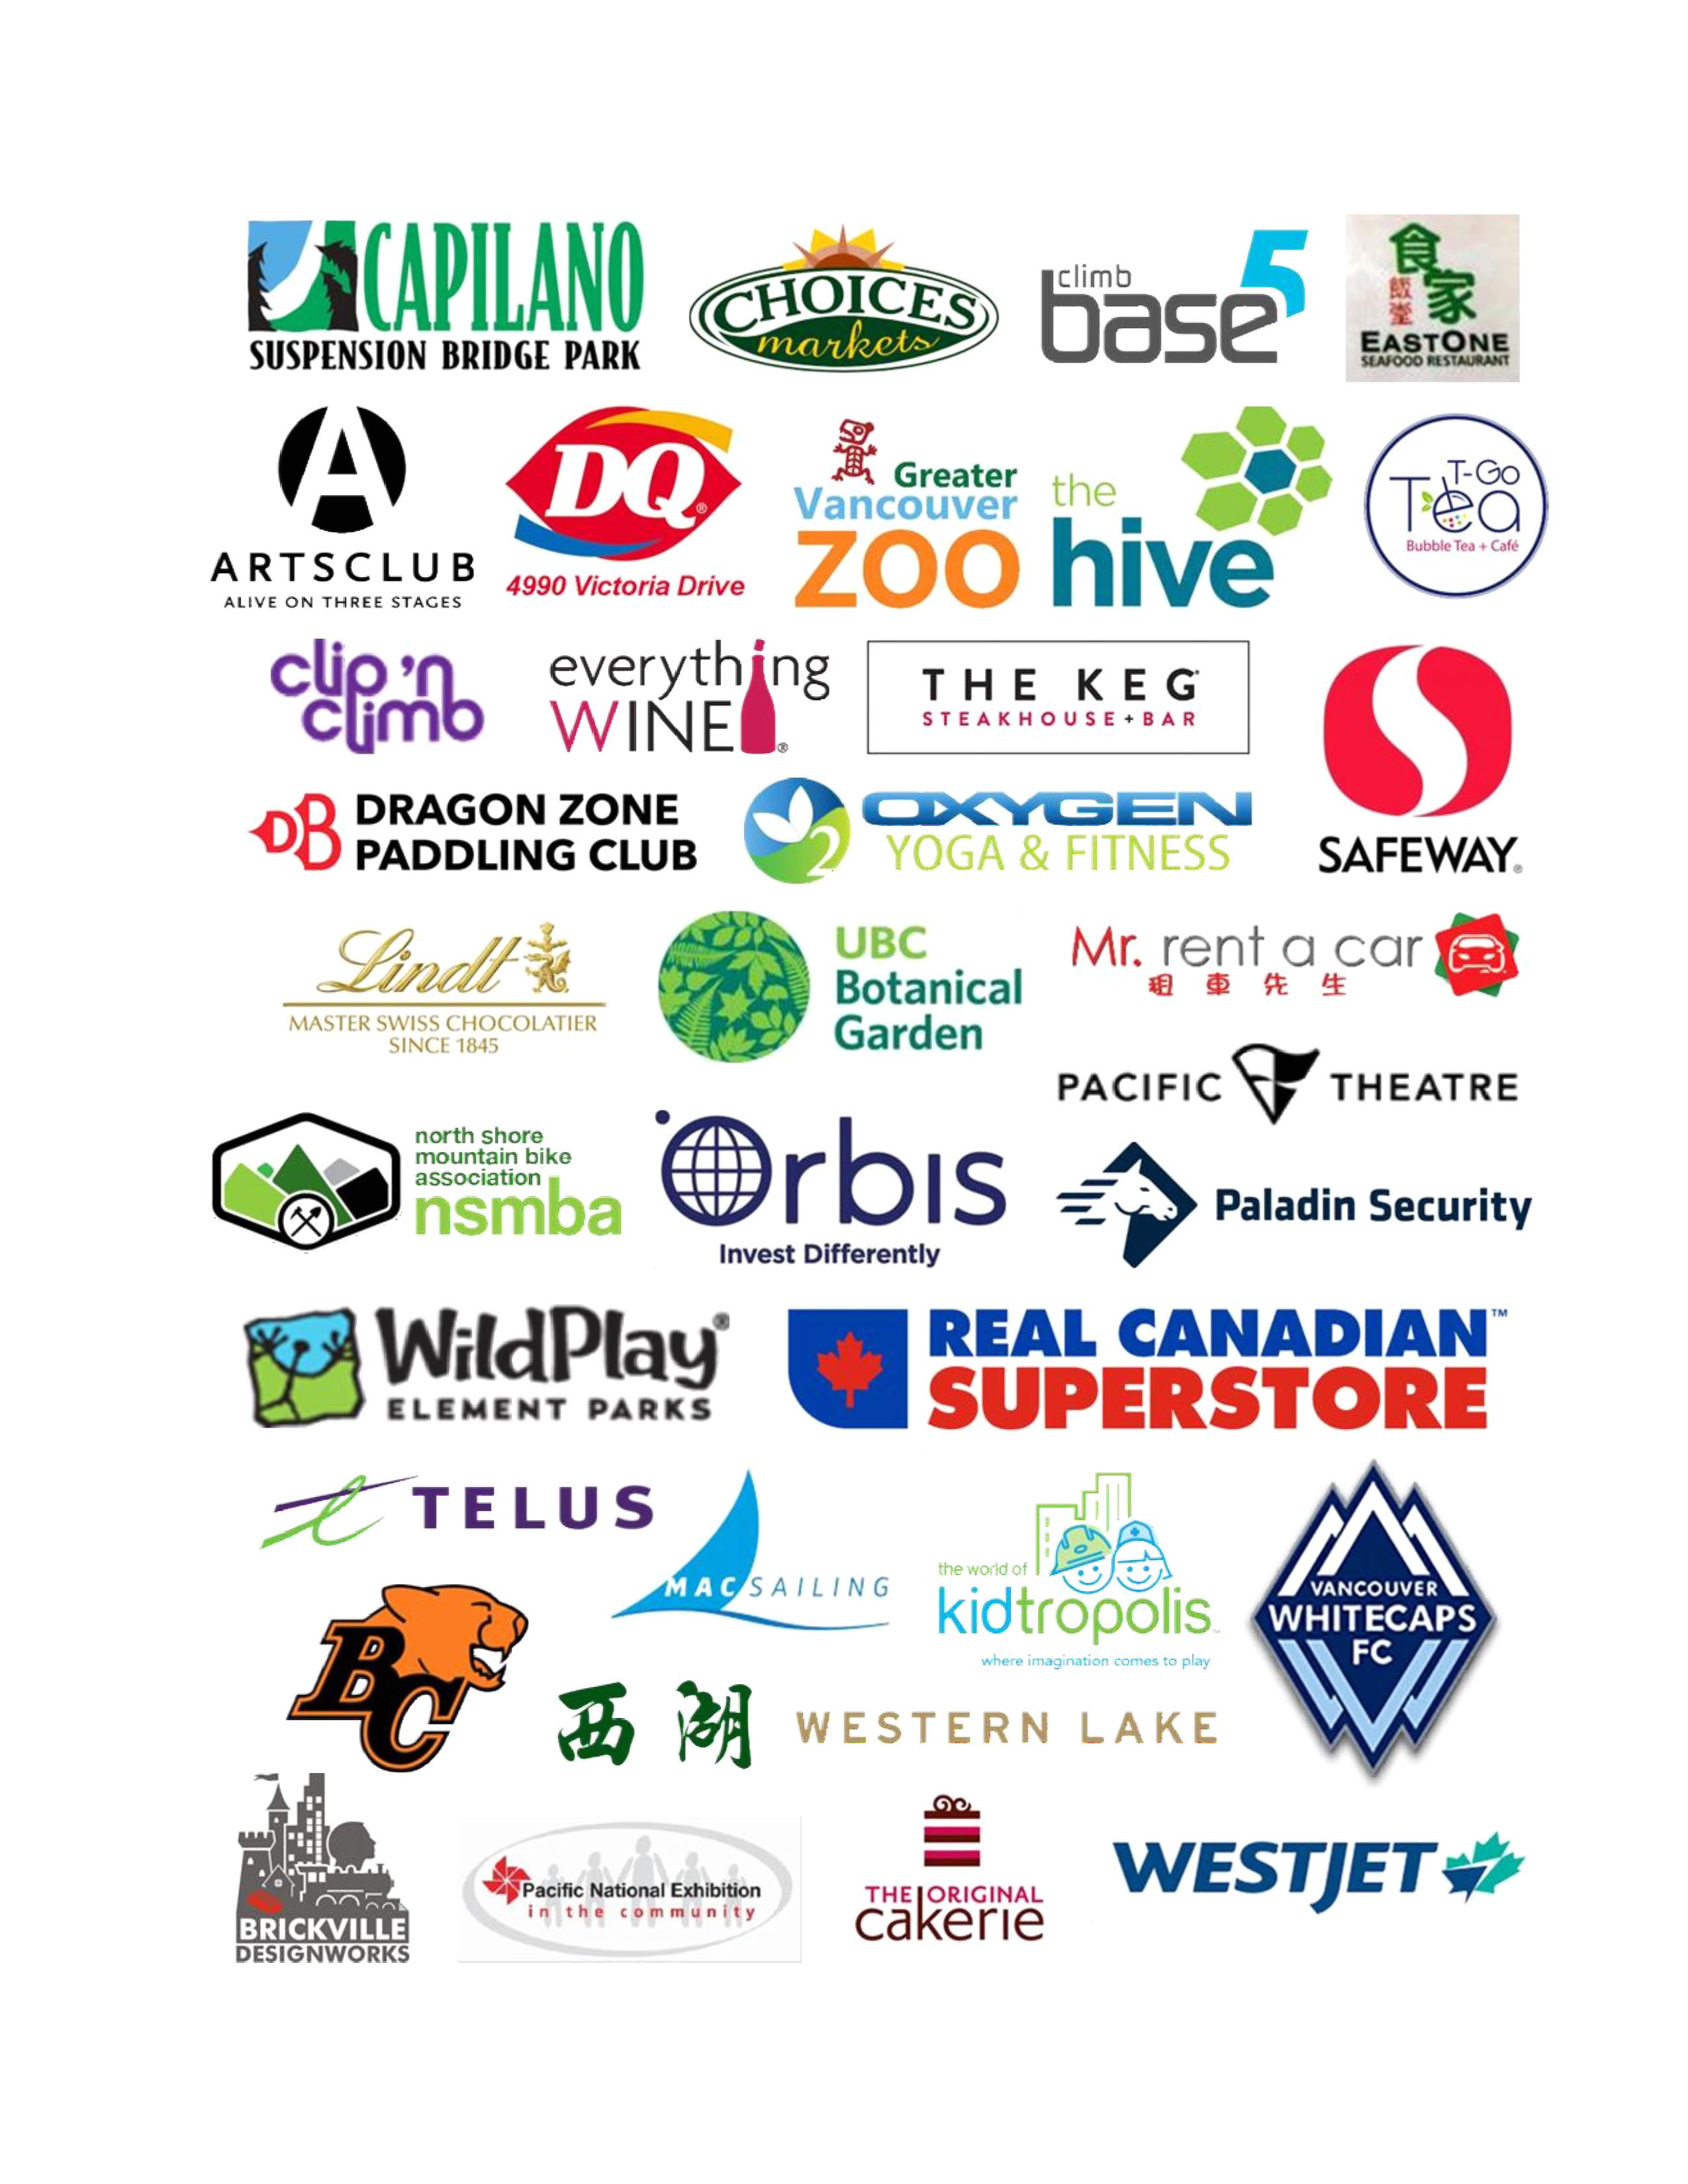 CAPILANO
SUSPENSION BRIDGE PARK
CHOICES
markets
climb
base5
食家
飯堂
EASTONE
SEAFOOD RESTAURANT
A
ARTSCLUB
ALIVE ON THREE STAGES
DQ®
4990 Victoria Drive
Greater
Vancouver
ZOO
the
hive
T-GO
Tea
Bubble Tea + Café
clip 'n
climb
everything
WINE®
THE KEG
STEAKHOUSE + BAR
SAFEWAY®
DB
DRAGON ZONE
PADDLING CLUB
O2
OXYGEN
YOGA & FITNESS
Lindt
MASTER SWISS CHOCOLATIER
SINCE 1845
UBC
Botanical
Garden
Mr. rent a car
租車先生
PACIFIC THEATRE
north shore
mountain bike
association
nsmba
Orbis
Invest Differently
Paladin Security
WildPlay®
ELEMENT PARKS
REAL CANADIAN™
SUPERSTORE
TELUS
MAC SAILING
the world of
kidtropolis
where imagination comes to play
VANCOUVER
WHITECAPS
FC
BC
西湖 WESTERN LAKE
BRICKVILLE
DESIGNWORKS
Pacific National Exhibition
in the community
THE ORIGINAL
cakerie
WESTJET